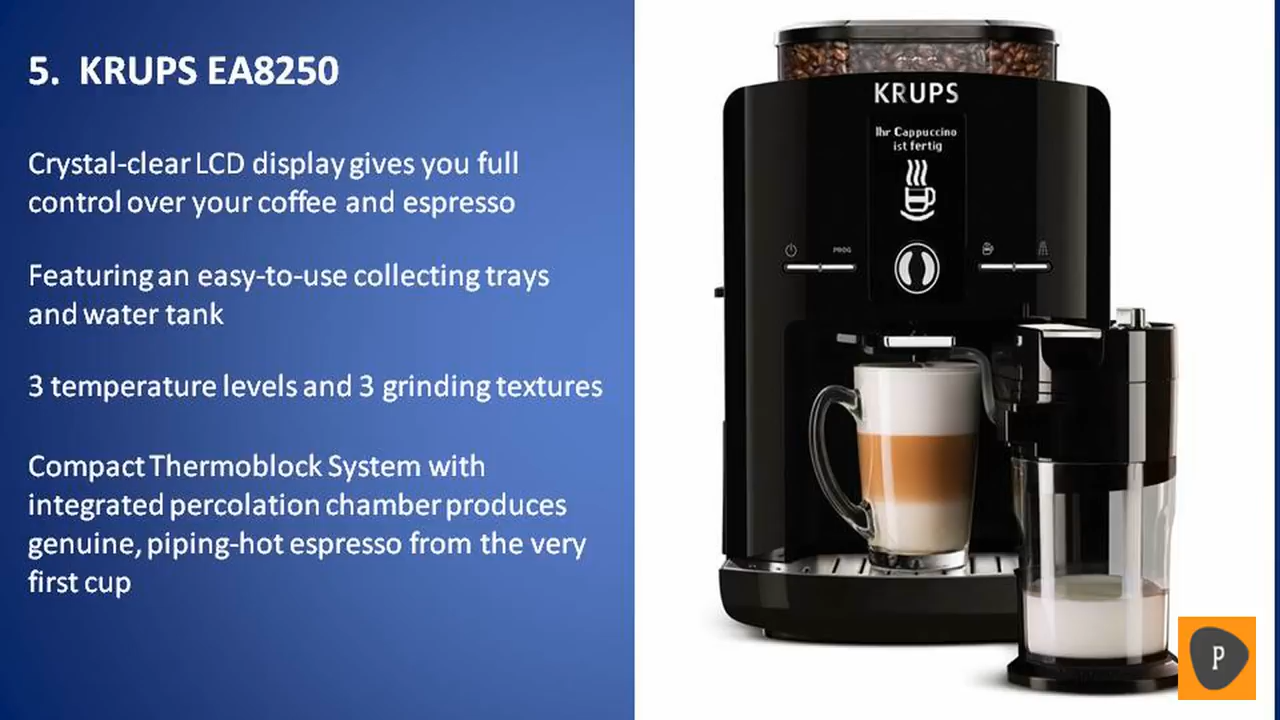 5. KRUPS EA8250
Crystal-clear LCD display gives you full
control over your coffee and espresso
Featuring an easy-to-use collecting trays
and water tank
3 temperature levels and 3 grinding textures
Compact Thermoblock System with
integrated percolation chamber produces
genuine, piping-hot espresso from the very
first cup
KRUPS
Ihr Cappuccino
ist fertig
PROG
P